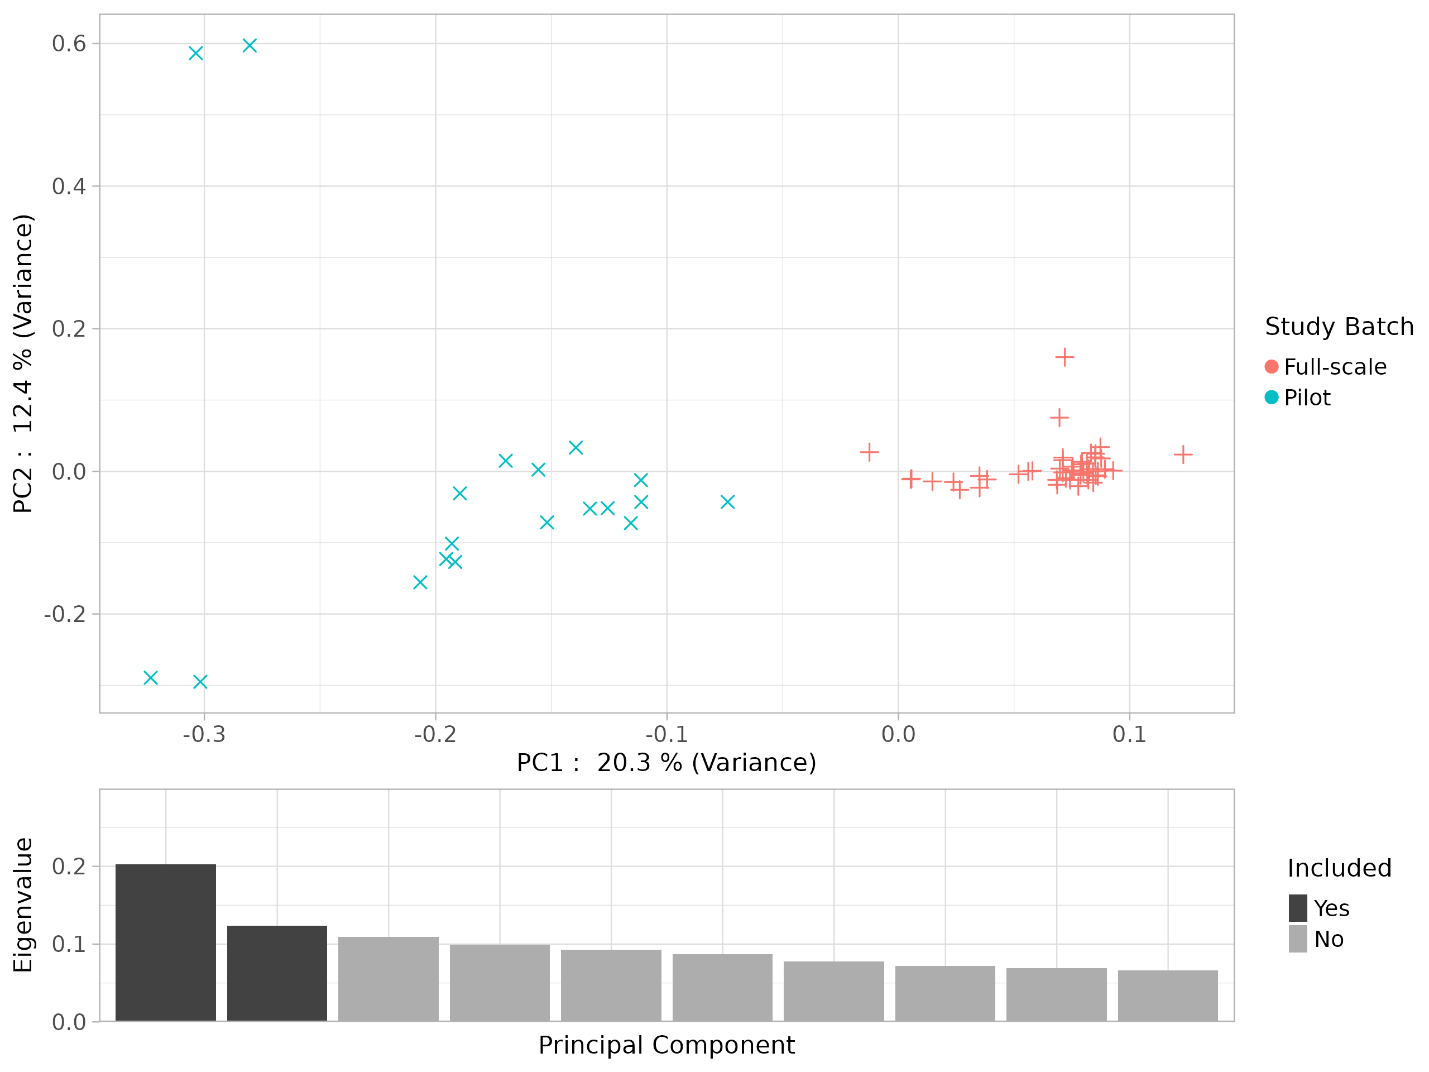 0.6
0.4
0.2
0.0
-0.2
PC2 : 12.4 % (Variance)
-0.3
-0.2
-0.1
0.0
0.1
PC1 : 20.3 % (Variance)
Study Batch
Full-scale
Pilot
0.2
0.1
0.0
Eigenvalue
Principal Component
Included
Yes
No